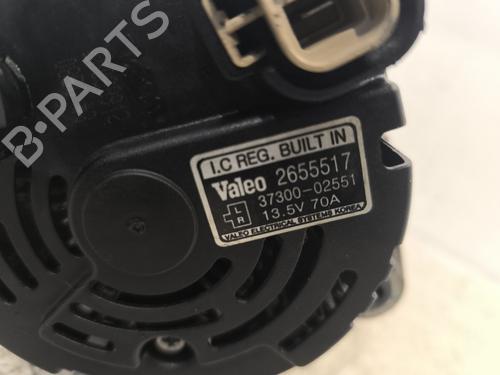 B-PARTS
I.C REG. BUILT IN
Valeo 2655517
37300-02551
L
R
13.5V 70A
VALEO ELECTRICAL SYSTEMS KOREA